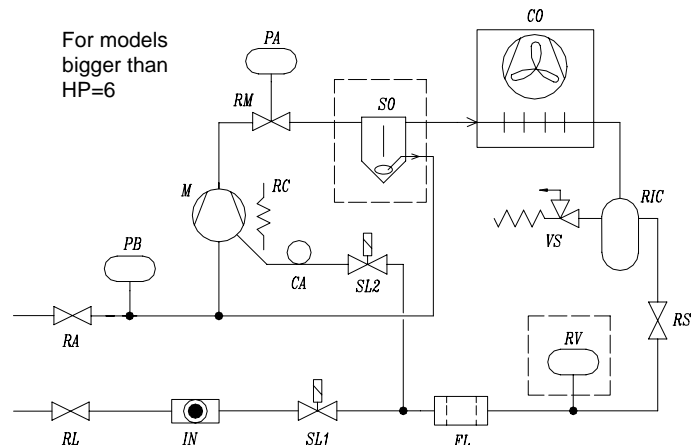 For models
bigger than
HP=6
PA
CO
RM
SO
M
RC
RIC
VS
PB
CA
SL2
RA
RS
RV
RL
IN
SL1
FL